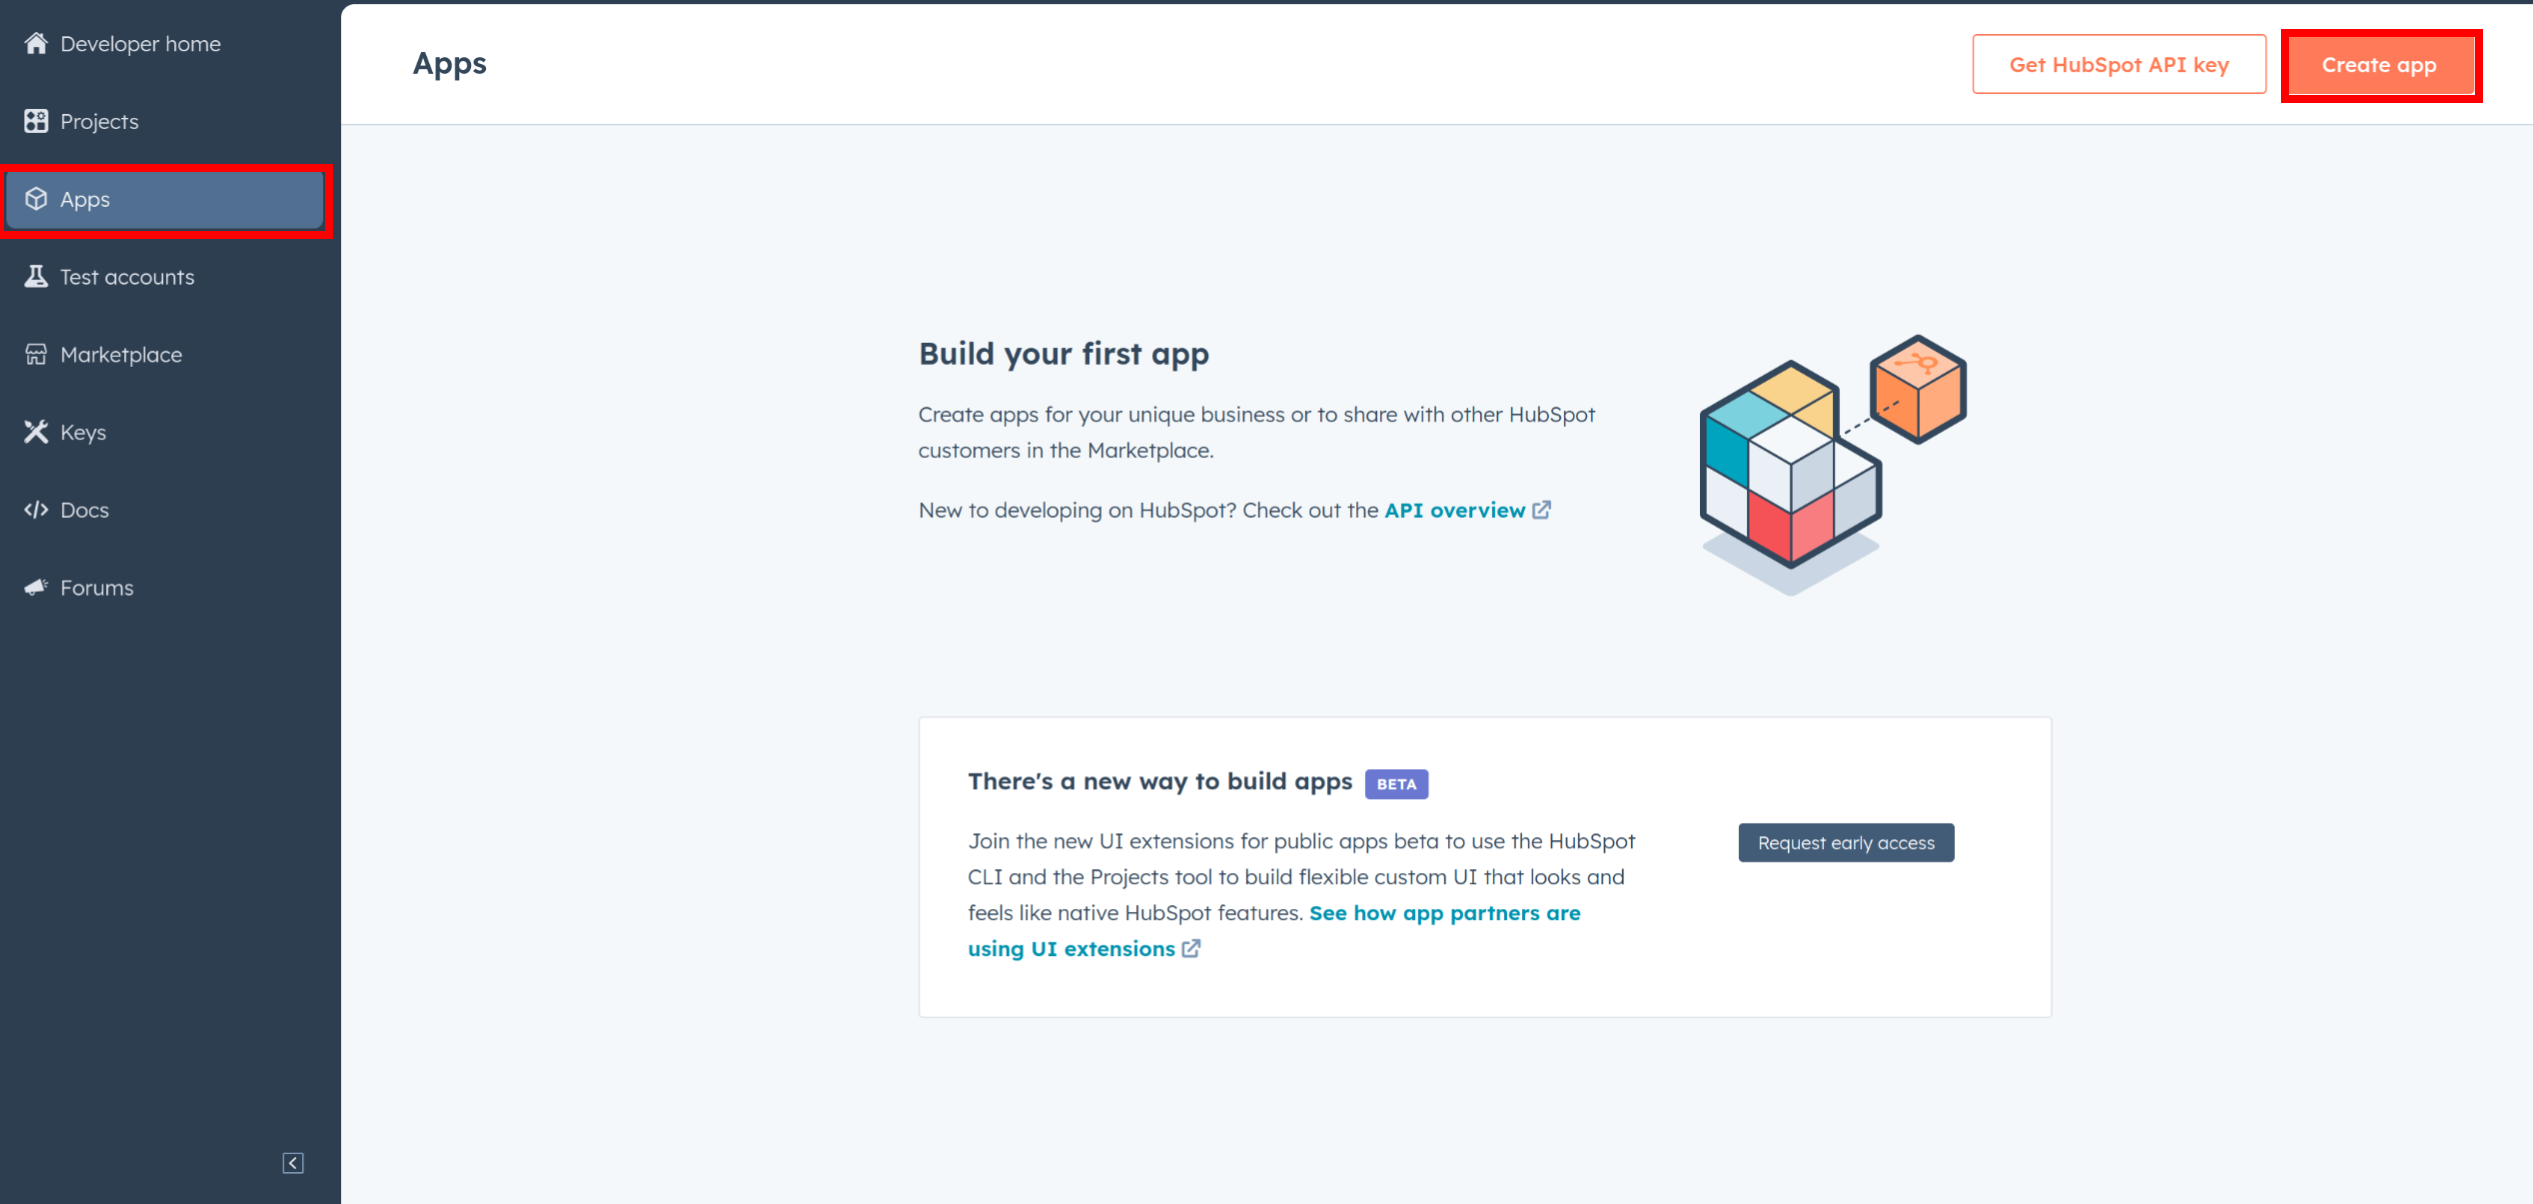 Developer home
Projects
Apps
Test accounts
Marketplace
Keys
Docs
Forums
Apps
Get HubSpot API key
Create app
Build your first app
Create apps for your unique business or to share with other HubSpot
customers in the Marketplace.
New to developing on HubSpot? Check out the API overview
There's a new way to build apps BETA
Join the new UI extensions for public apps beta to use the HubSpot
CLI and the Projects tool to build flexible custom UI that looks and
feels like native HubSpot features. See how app partners are
using UI extensions
Request early access